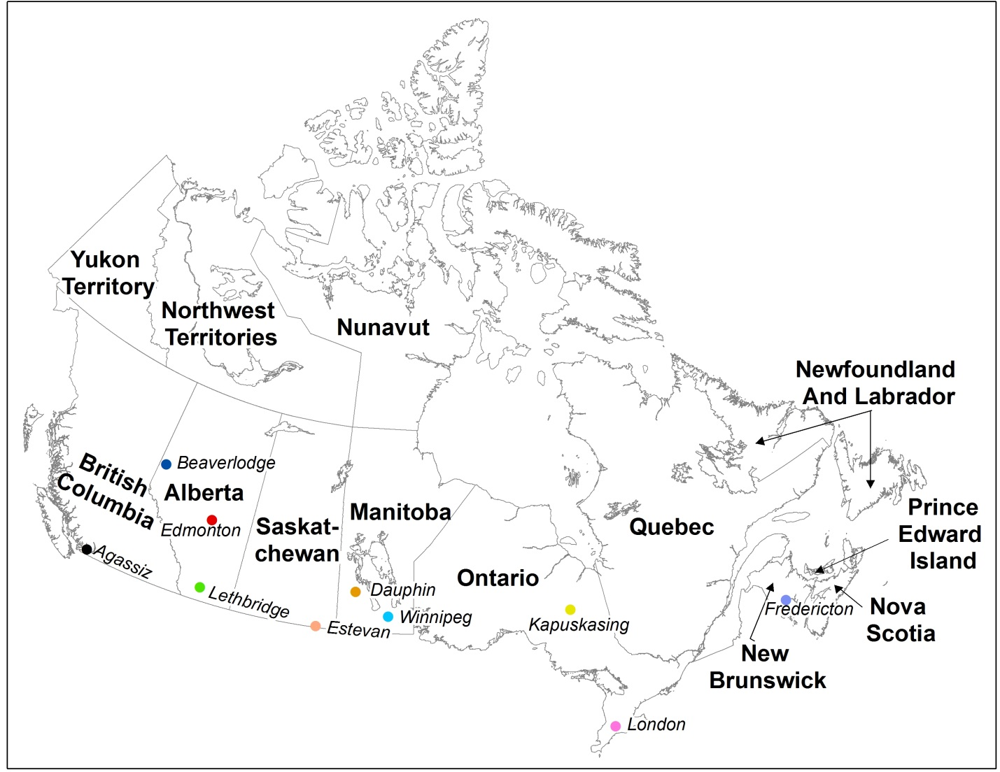 Yukon
Territory
Northwest
Territories
Nunavut
Newfoundland
And Labrador
British
Columbia
Beaverlodge
Alberta
Edmonton
Saskat-
chewan
Manitoba
Quebec
Prince
Edward
Island
Agassiz
Lethbridge
Estevan
Dauphin
Winnipeg
Ontario
Kapuskasing
Fredericton
Nova
Scotia
New
Brunswick
London